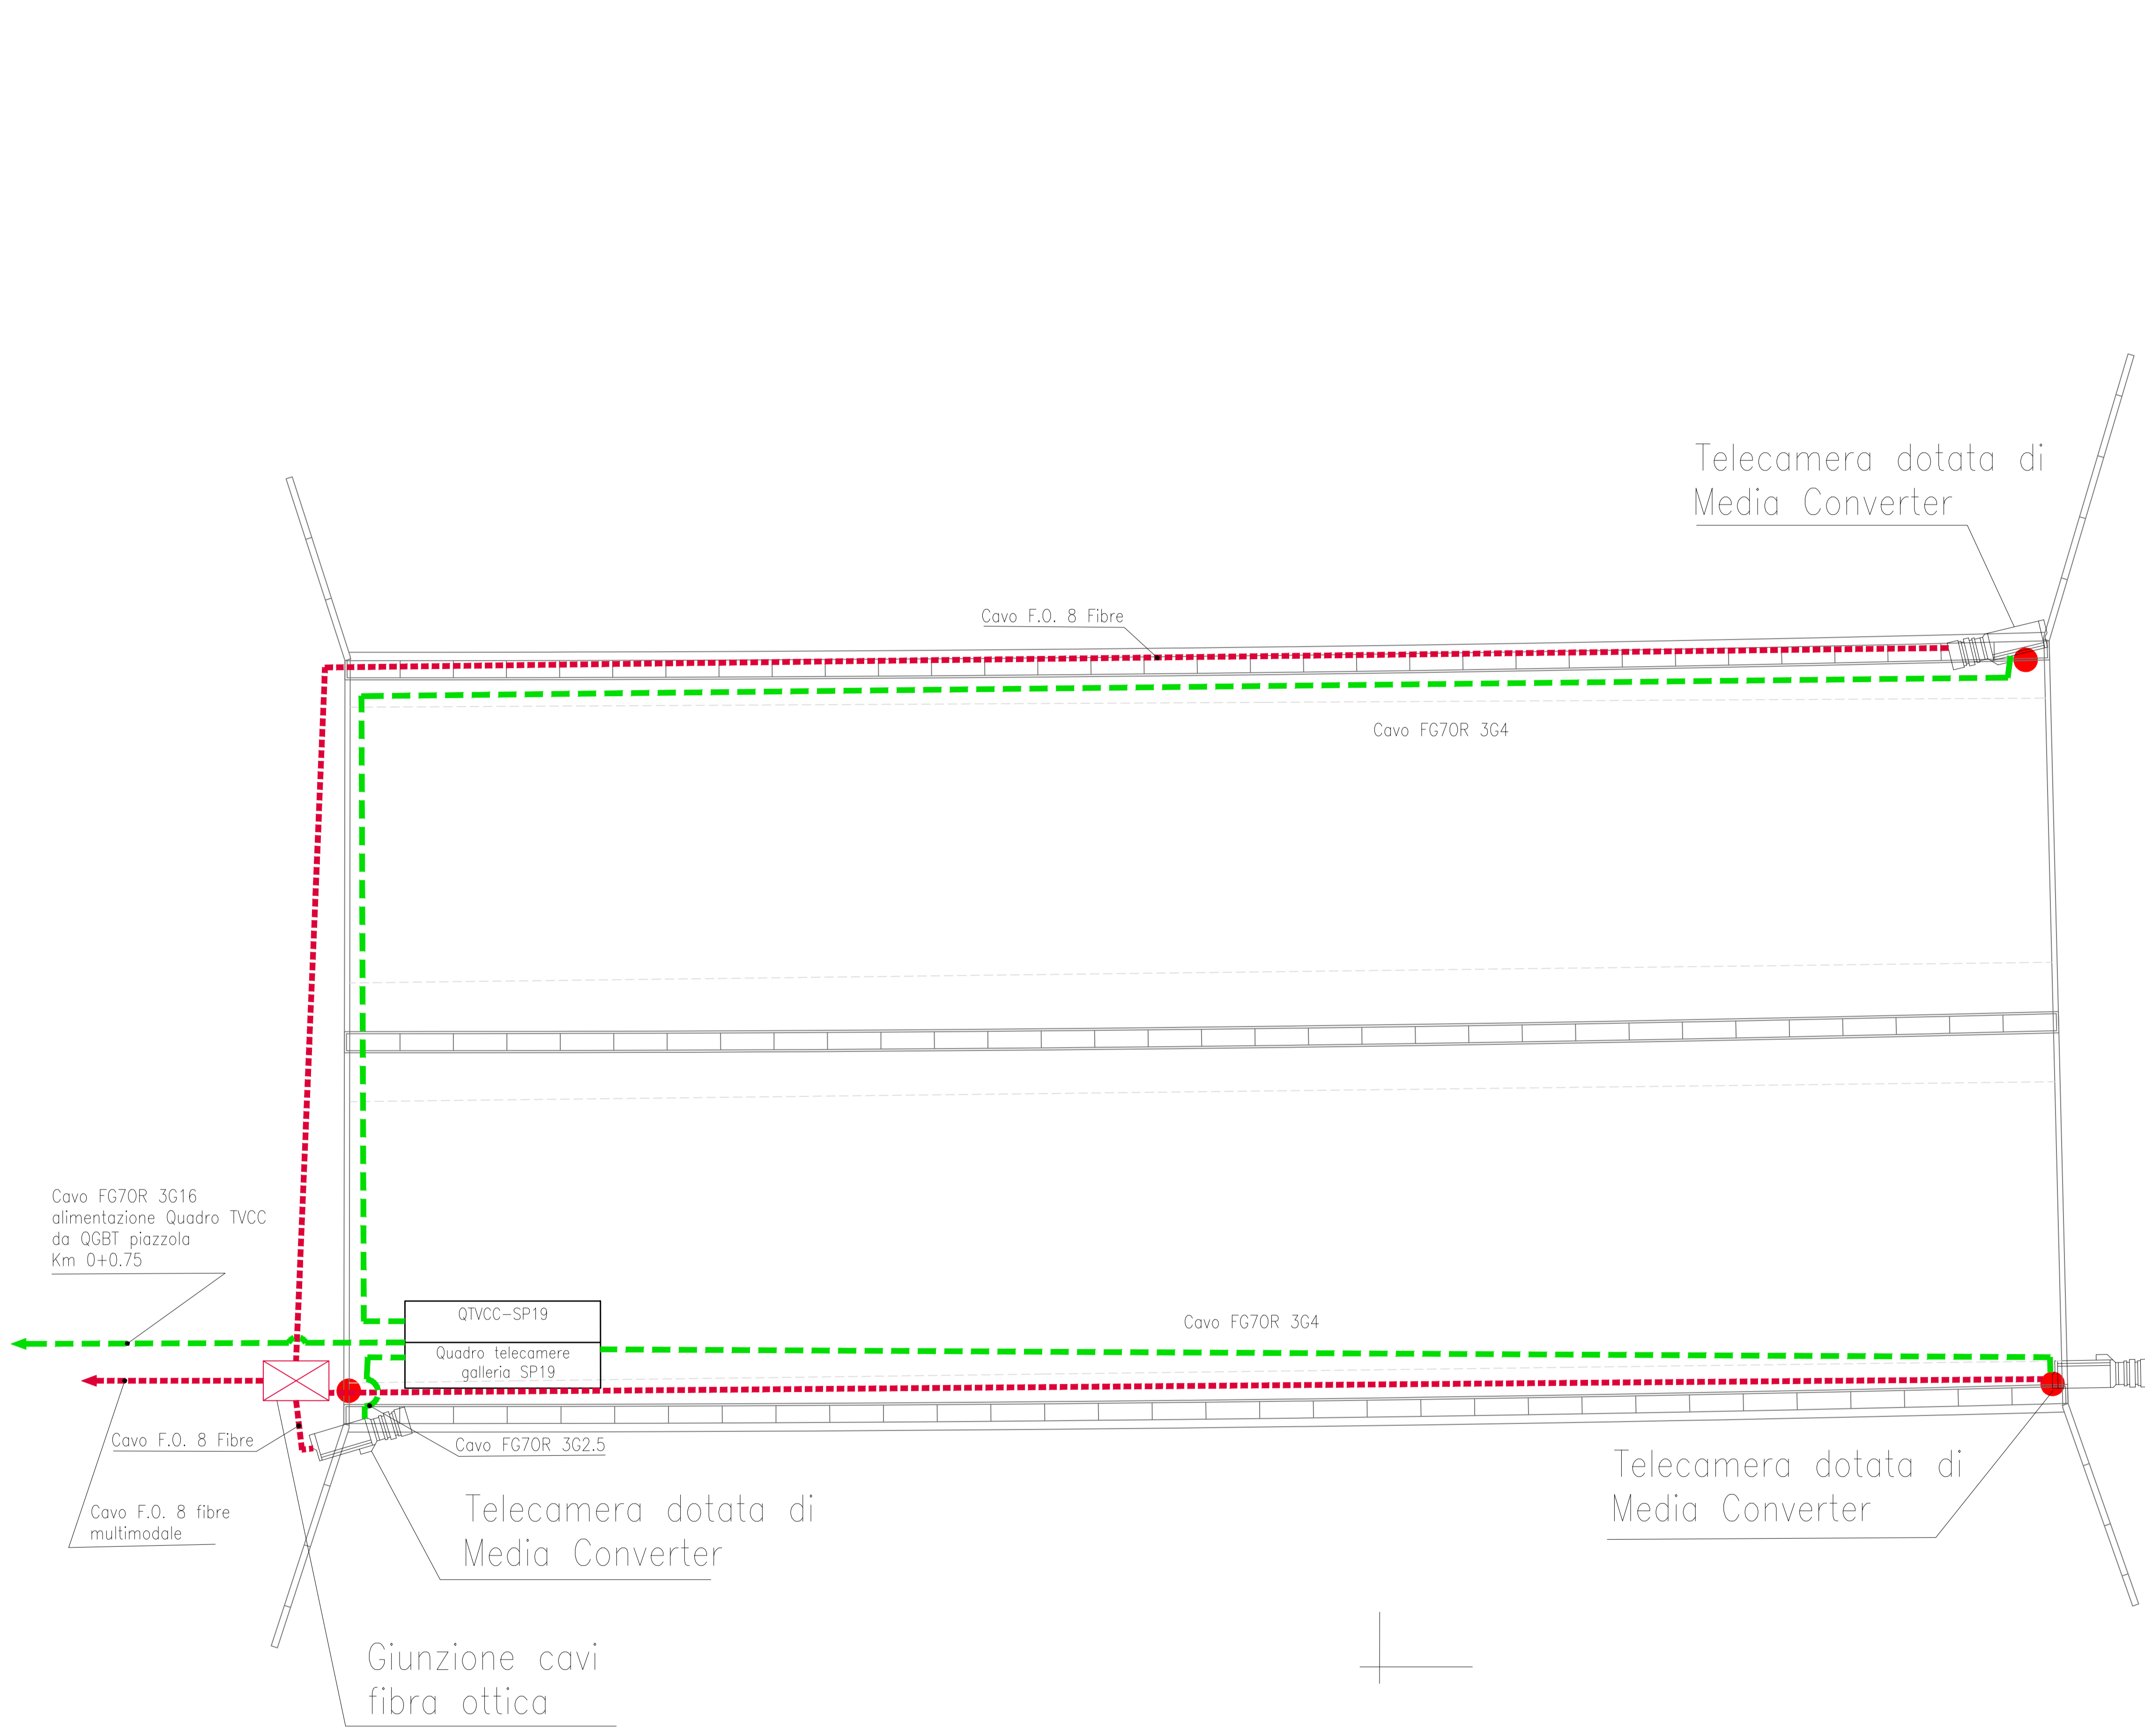 Telecamera dotata di
Media Converter
Cavo F.O. 8 Fibre
Cavo FG7OR 3G4
Cavo FG7OR 3G16
alimentazione Quadro TVCC
da QGBT piazzola
Km 0+0.75
QTVCC-SP19
Quadro telecamere
galleria SP19
Cavo FG7OR 3G4
Cavo F.O. 8 Fibre
Cavo FG7OR 3G2.5
Telecamera dotata di
Media Converter
Cavo F.O. 8 fibre
multimodale
Telecamera dotata di
Media Converter
Giunzione cavi
fibra ottica